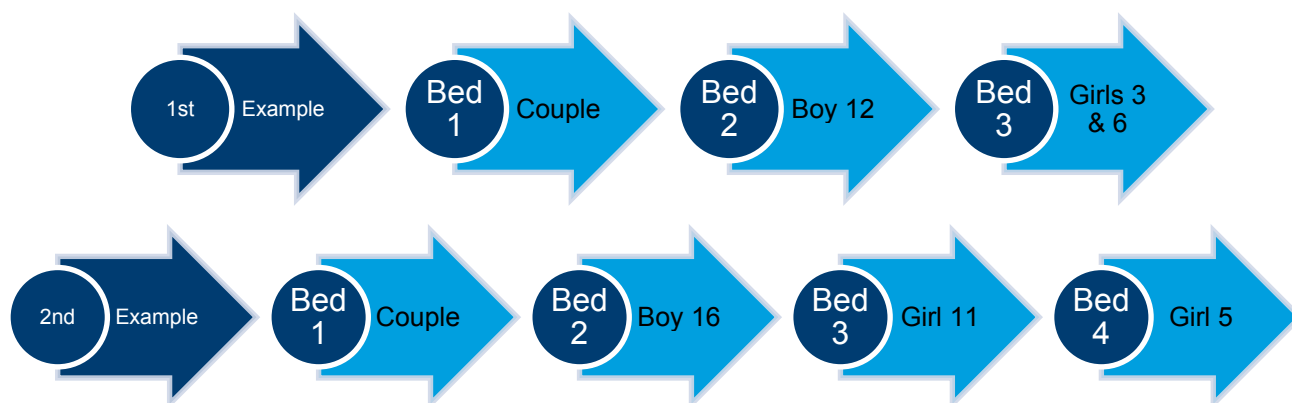 1st
Example
Bed
1
Couple
Bed
2
Boy 12
Bed
3
Girls 3
& 6
2nd
Example
Bed
1
Couple
Bed
2
Boy 16
Bed
3
Girl 11
Bed
4
Girl 5